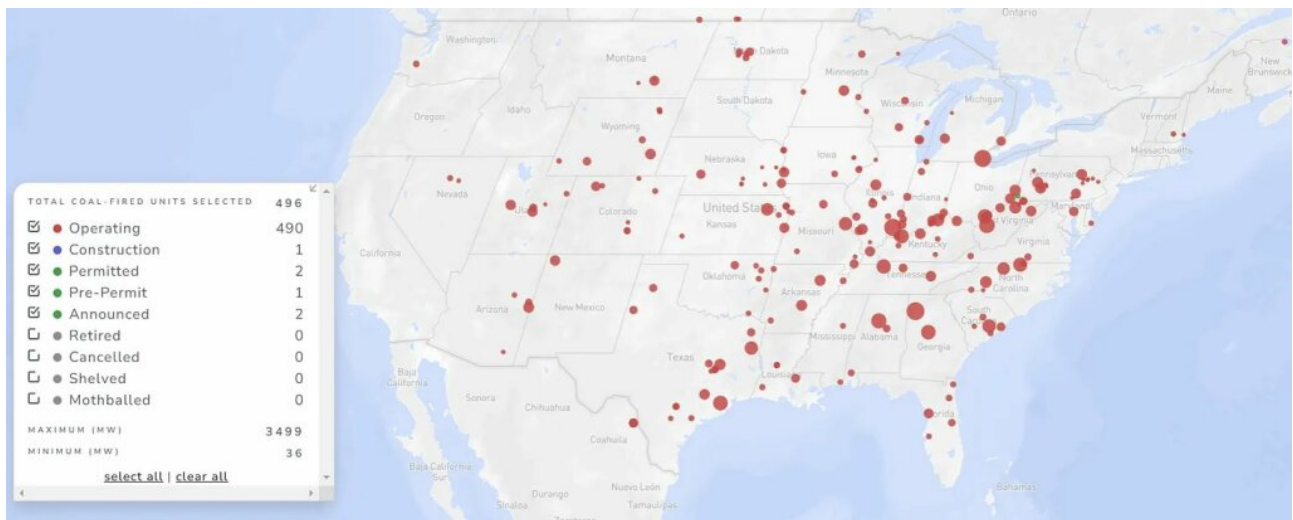 Ontario
Washington
Montana
North Dakota
Minnesota
New
Brunswick
Maine
Oregon
Idaho
South Dakota
Wisconsin
Michigan
Vermont
Wyoming
Massachusetts
Nebraska
Iowa
Nevada
Utah
Colorado
United States
Kansas
Missouri
Illinois
Indiana
Ohio
Pennsylvania
Maryland
West Virginia
Kentucky
Virginia
California
Arizona
New Mexico
Oklahoma
Arkansas
Tennessee
North
Carolina
South
Carolina
Mississippi
Alabama
Georgia
Texas
Louisiana
Florida
Baja
California
Sonora
Chihuahua
Coahuila
Baja California
Sur
Nuevo León
Durango
Sinaloa
Tamaulipas
Bahamas
TOTAL COAL-FIRED UNITS SELECTED 496
Operating 490
Construction 1
Permitted 2
Pre-Permit 1
Announced 2
Retired 0
Cancelled 0
Shelved 0
Mothballed 0
MAXIMUM (MW) 3499
MINIMUM (MW) 36
select all | clear all